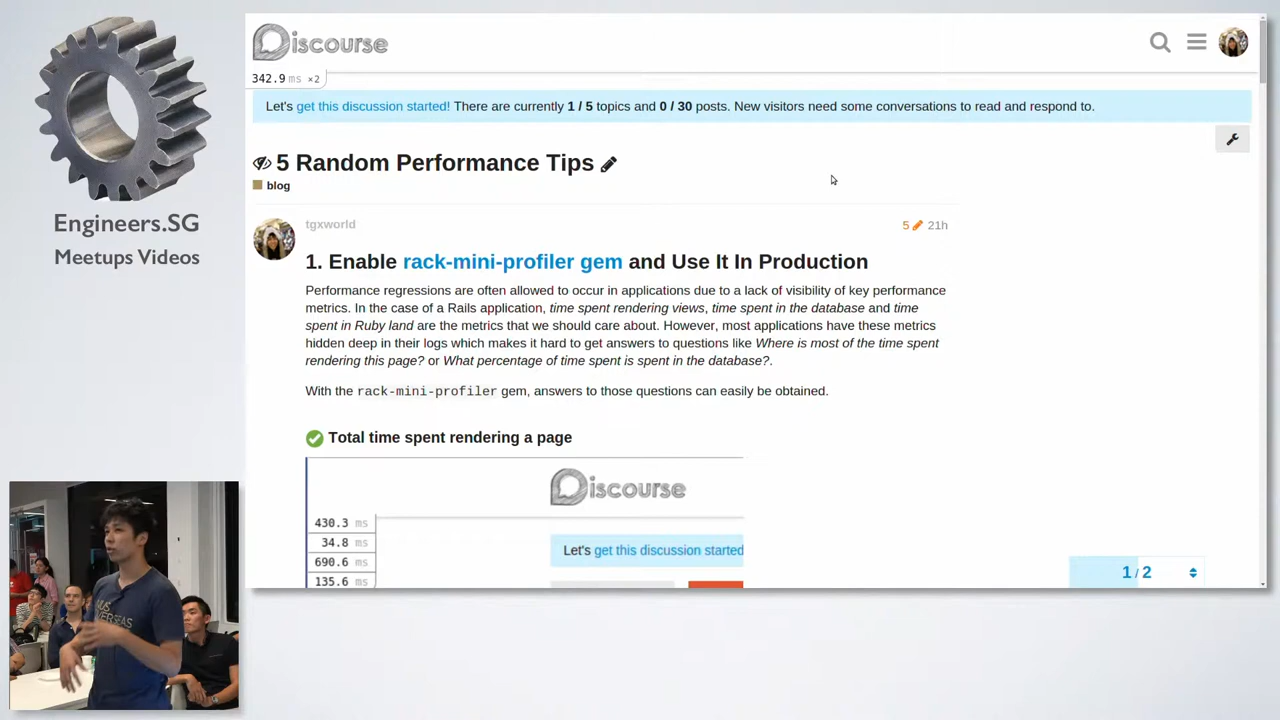 Discourse
342.9 ms ×2
Let's get this discussion started! There are currently 1 / 5 topics and 0 / 30 posts. New visitors need some conversations to read and respond to.
5 Random Performance Tips
blog
tgxworld
5 21h
1. Enable rack-mini-profiler gem and Use It In Production
Performance regressions are often allowed to occur in applications due to a lack of visibility of key performance
metrics. In the case of a Rails application, time spent rendering views, time spent in the database and time
spent in Ruby land are the metrics that we should care about. However, most applications have these metrics
hidden deep in their logs which makes it hard to get answers to questions like Where is most of the time spent
rendering this page? or What percentage of time spent is spent in the database?.
With the rack-mini-profiler gem, answers to those questions can easily be obtained.
Total time spent rendering a page
Discourse
430.3 ms
34.8 ms
690.6 ms
135.6 ms
Let's get this discussion started
1 / 2
Engineers.SG
Meetups Videos